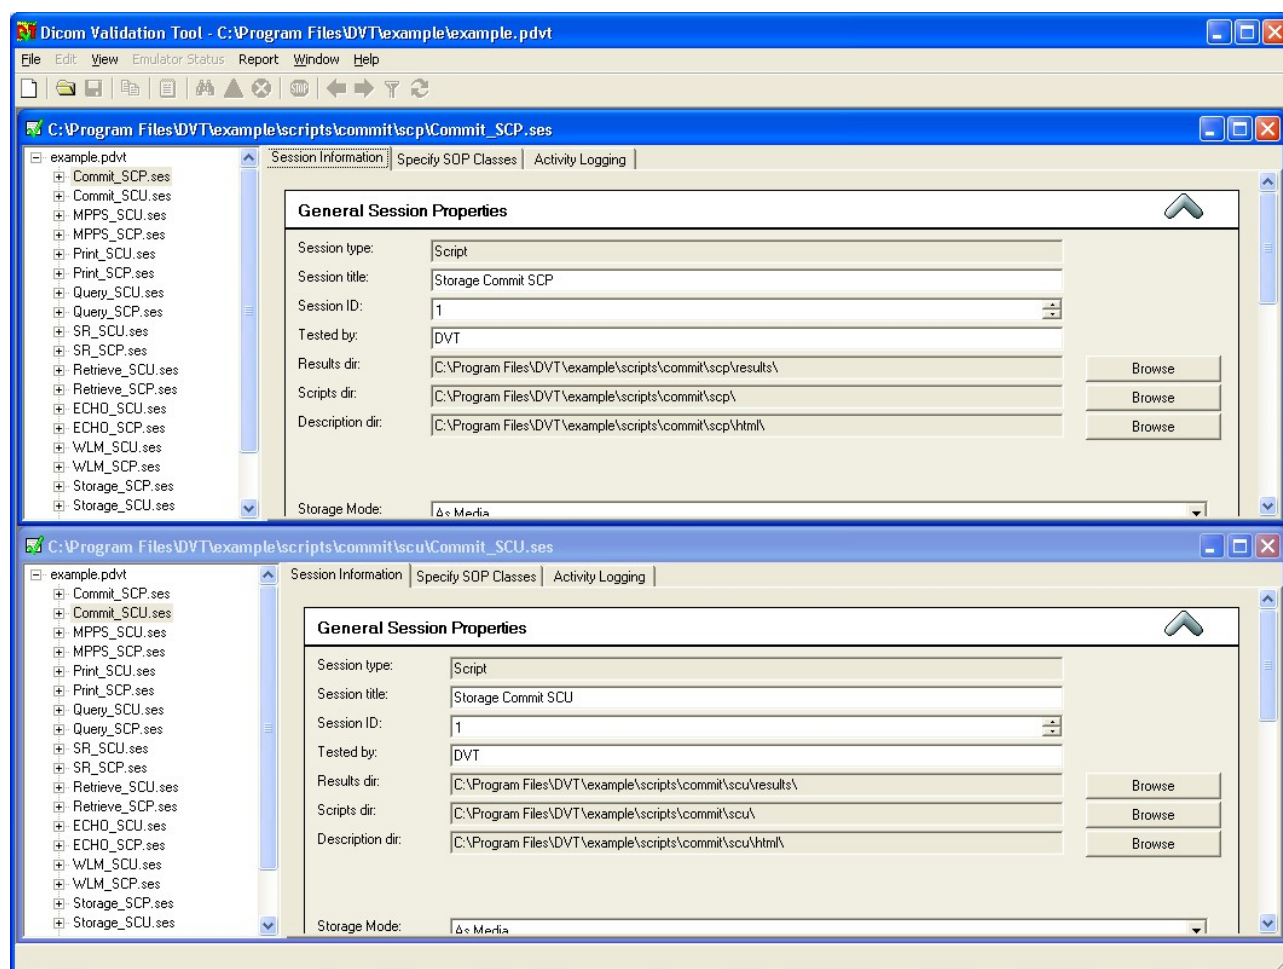 Dicom Validation Tool - C:\Program Files\DVT\example\example.pdvt
File Edit View Emulator Status Report Window Help
STOP
C:\Program Files\DVT\example\scripts\commit\scp\Commit_SCP.ses
example.pdvt
Commit_SCP.ses
Commit_SCU.ses
MPPS_SCU.ses
MPPS_SCP.ses
Print_SCU.ses
Print_SCP.ses
Query_SCU.ses
Query_SCP.ses
SR_SCU.ses
SR_SCP.ses
Retrieve_SCU.ses
Retrieve_SCP.ses
ECHO_SCU.ses
ECHO_SCP.ses
WLM_SCU.ses
WLM_SCP.ses
Storage_SCP.ses
Storage_SCU.ses
Session Information Specify SOP Classes Activity Logging
General Session Properties
Session type: Script
Session title: Storage Commit SCP
Session ID: 1
Tested by: DVT
Results dir: C:\Program Files\DVT\example\scripts\commit\scp\results\ Browse
Scripts dir: C:\Program Files\DVT\example\scripts\commit\scp\ Browse
Description dir: C:\Program Files\DVT\example\scripts\commit\scp\html\ Browse
Storage Mode: As Media
C:\Program Files\DVT\example\scripts\commit\scu\Commit_SCU.ses
example.pdvt
Commit_SCP.ses
Commit_SCU.ses
MPPS_SCU.ses
MPPS_SCP.ses
Print_SCU.ses
Print_SCP.ses
Query_SCU.ses
Query_SCP.ses
SR_SCU.ses
SR_SCP.ses
Retrieve_SCU.ses
Retrieve_SCP.ses
ECHO_SCU.ses
ECHO_SCP.ses
WLM_SCU.ses
WLM_SCP.ses
Storage_SCP.ses
Storage_SCU.ses
Session Information Specify SOP Classes Activity Logging
General Session Properties
Session type: Script
Session title: Storage Commit SCU
Session ID: 1
Tested by: DVT
Results dir: C:\Program Files\DVT\example\scripts\commit\scu\results\ Browse
Scripts dir: C:\Program Files\DVT\example\scripts\commit\scu\ Browse
Description dir: C:\Program Files\DVT\example\scripts\commit\scu\html\ Browse
Storage Mode: As Media